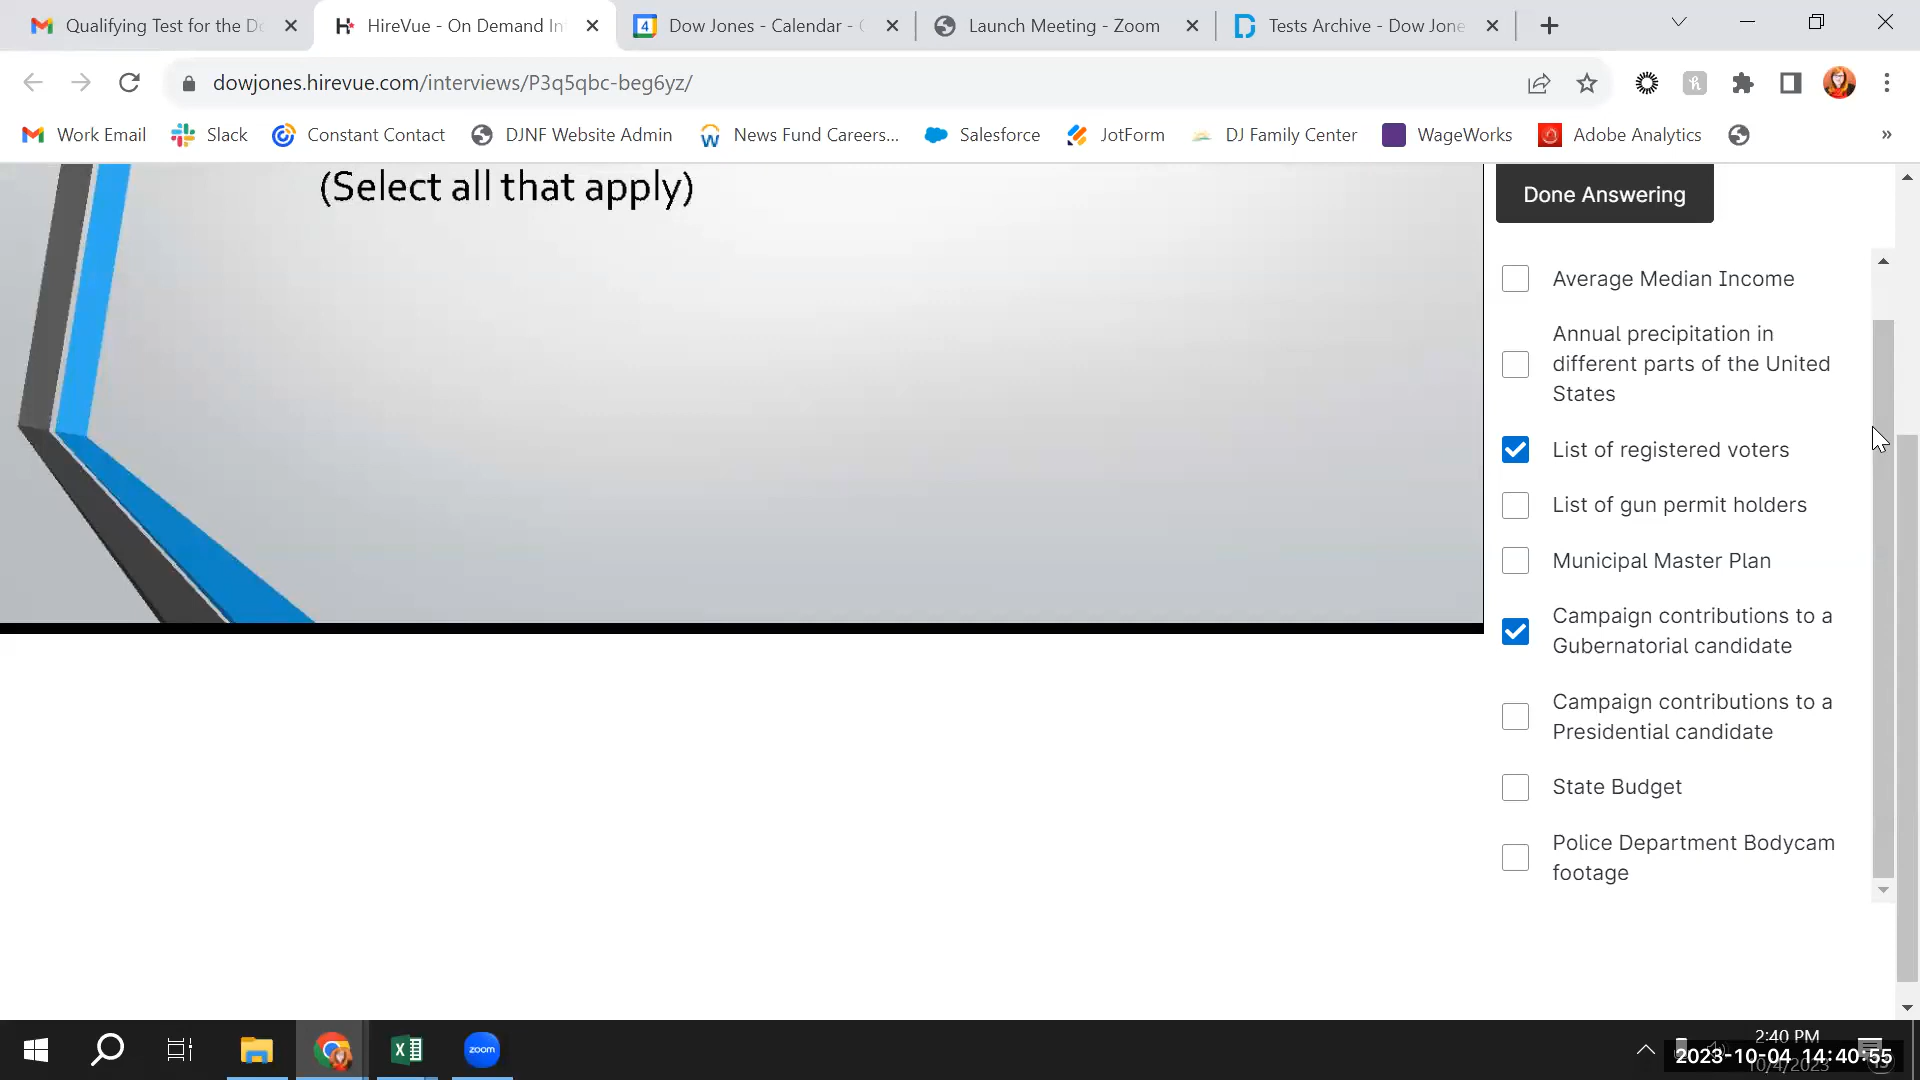 Qualifying Test for the D
HireVue - On Demand In
4
Dow Jones - Calendar -
Launch Meeting - Zoom
Tests Archive - Dow Jone
dowjones.hirevue.com/interviews/P3q5qbc-beg6yz/
Work Email
Slack
Constant Contact
DJNF Website Admin
News Fund Careers...
Salesforce
JotForm
DJ Family Center
WageWorks
Adobe Analytics
»
(Select all that apply)
Done Answering
Average Median Income
Annual precipitation in
different parts of the United
States
List of registered voters
List of gun permit holders
Municipal Master Plan
Campaign contributions to a
Gubernatorial candidate
Campaign contributions to a
Presidential candidate
State Budget
Police Department Bodycam
footage
zoom
2:40 PM
2023-10-04 14:40:55
10/4/2023